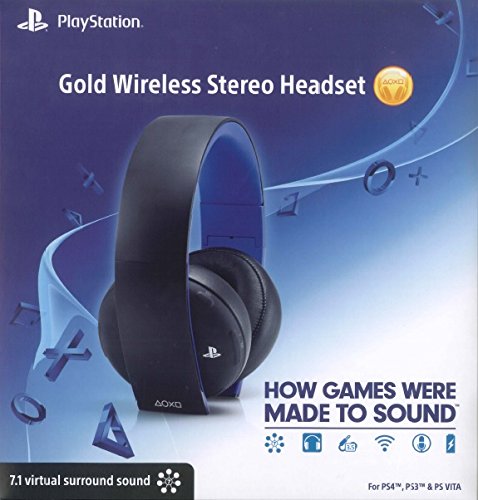 PlayStation.
Gold Wireless Stereo Headset
HOW GAMES WERE
MADE TO SOUND™
7.1 virtual surround sound
For PS4™, PS3™ & PS VITA